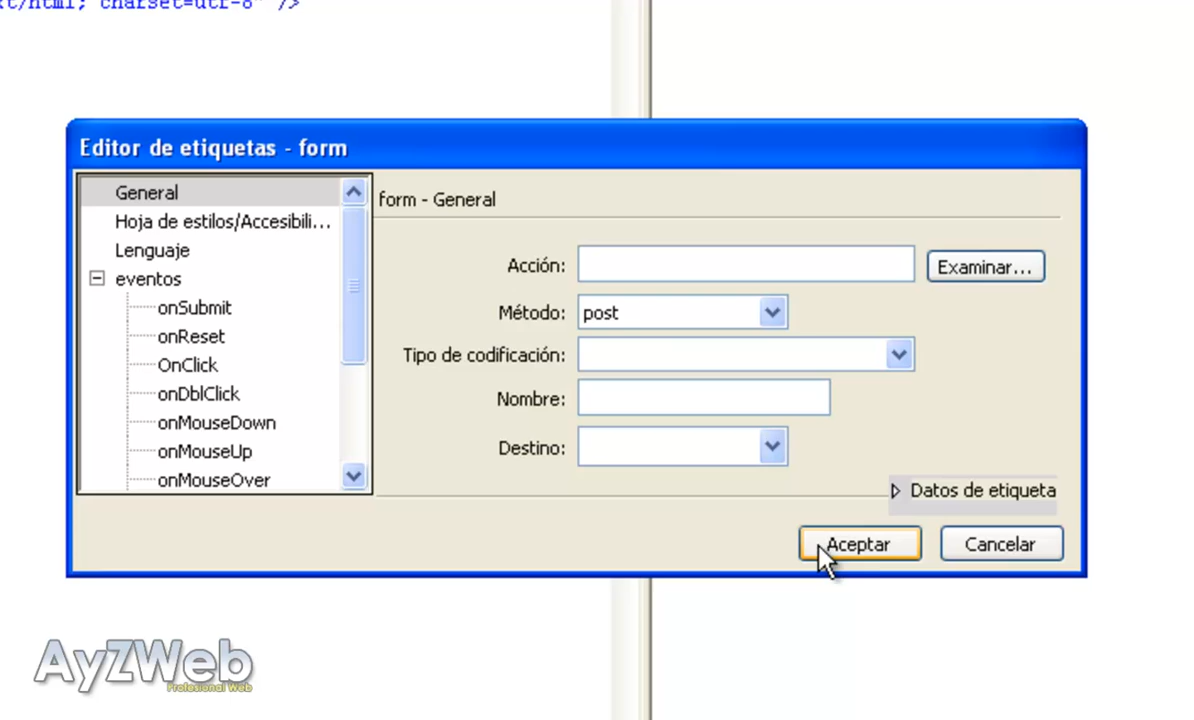 xt/html; charset=utf-8" />
Editor de etiquetas - form
General
Hoja de estilos/Accesibili...
Lenguaje
eventos
onSubmit
onReset
OnClick
onDblClick
onMouseDown
onMouseUp
onMouseOver
form - General
Acción:
Examinar...
Método: post
Tipo de codificación:
Nombre:
Destino:
Datos de etiqueta
Aceptar
Cancelar
AyZWeb
Profesional Web